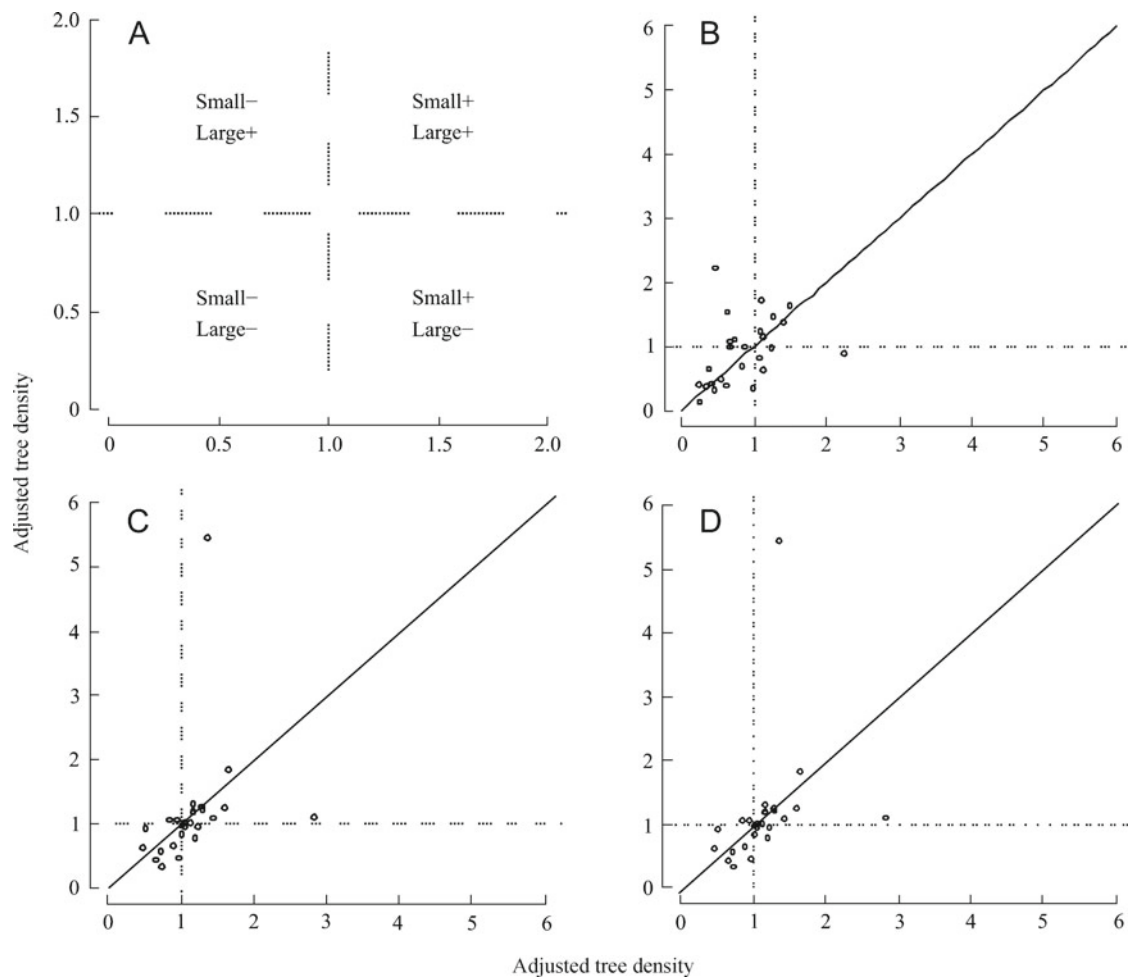 A
2.0
1.5
1.0
0.5
0
Small− Small+
Large+ Large+
Small− Small+
Large− Large−
0 0.5 1.0 1.5 2.0
B
6
5
4
3
2
1
0
0 1 2 3 4 5 6
C
6
5
4
3
2
1
0
0 1 2 3 4 5 6
D
6
5
4
3
2
1
0
0 1 2 3 4 5 6
Adjusted tree density
Adjusted tree density